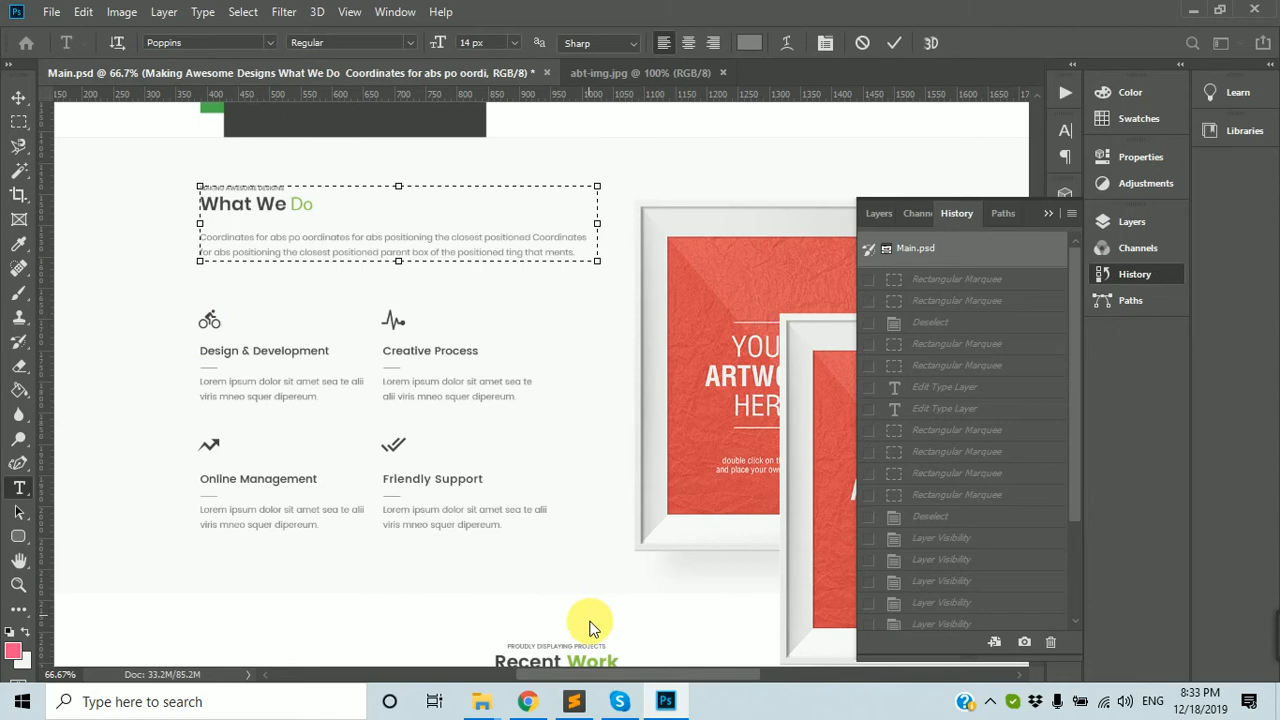 File Edit Image Layer Type Select Filter 3D View Window Help
Poppins Regular 14 px Sharp 3D
Main.psd @ 66.7% (Making Awesome Designs What We Do Coordinates for abs po oordi, RGB/8) * × abt-img.jpg @ 100% (RGB/8) ×
150 200 250 300 350 400 450 500 550 600 650 700 750 800 850 900 950 1000 1050 1100 1150 1200 1250 1300 1350 1400 1450 1500 1550 1600 1650
MAKING AWESOME DESIGNS
What We Do
Coordinates for abs po oordinates for abs positioning the closest positioned Coordinates
for abs positioning the closest positioned parent box of the positioned ting that ments.
Design & Development
Lorem ipsum dolor sit amet sea te alii
viris mneo squer dipereum.
Creative Process
Lorem ipsum dolor sit amet sea te
alii viris mneo squer dipereum.
Online Management
Lorem ipsum dolor sit amet sea te alii
viris mneo squer dipereum.
Friendly Support
Lorem ipsum dolor sit amet sea te alii
viris mneo squer dipereum.
YOU
ARTWO
HER
double click on th
and place your own
PROUDLY DISPLAYING PROJECTS
Recent Work
Layers Chann History Paths
Main.psd
Rectangular Marquee
Rectangular Marquee
Deselect
Rectangular Marquee
Rectangular Marquee
Edit Type Layer
Edit Type Layer
Rectangular Marquee
Rectangular Marquee
Rectangular Marquee
Rectangular Marquee
Deselect
Layer Visibility
Layer Visibility
Layer Visibility
Layer Visibility
Layer Visibility
Color
Swatches
Properties
Adjustments
Layers
Channels
History
Paths
Learn
Libraries
66.67% Doc: 33.2M/85.2M
Type here to search
ENG
8:33 PM
12/18/2019